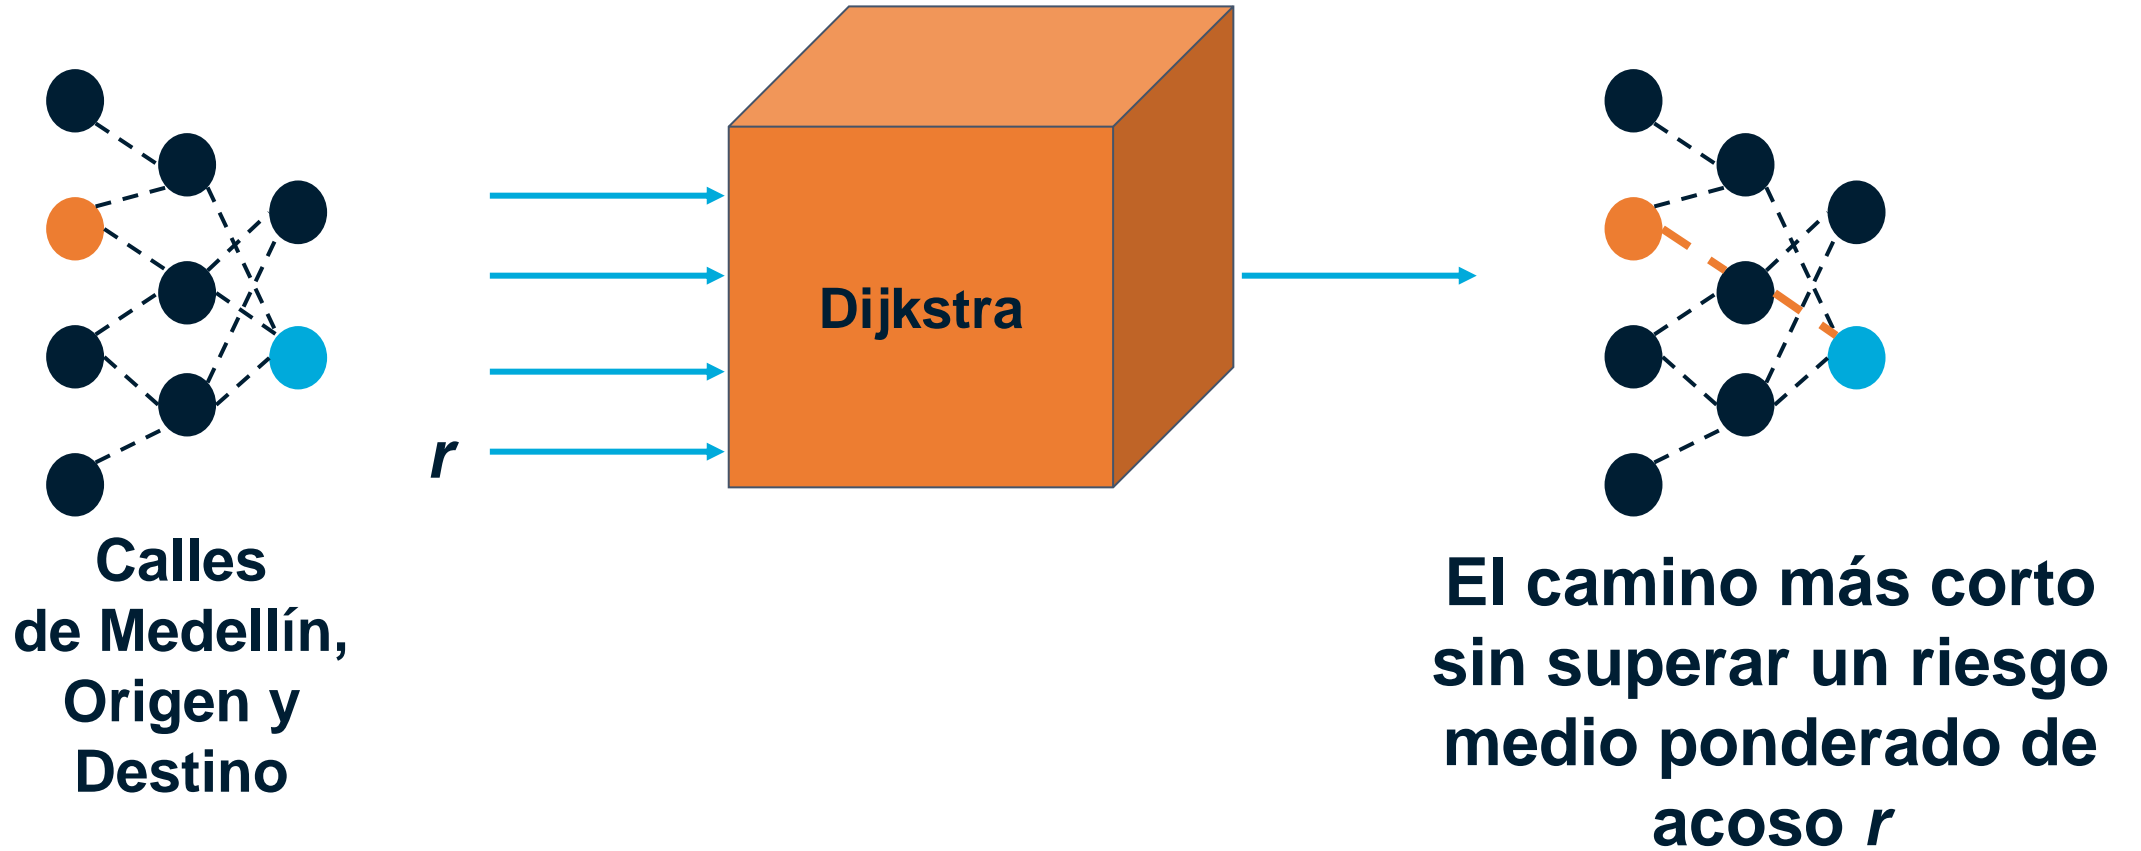 Dijkstra
r
Calles
de Medellín,
Origen y
Destino
El camino más corto
sin superar un riesgo
medio ponderado de
acoso r